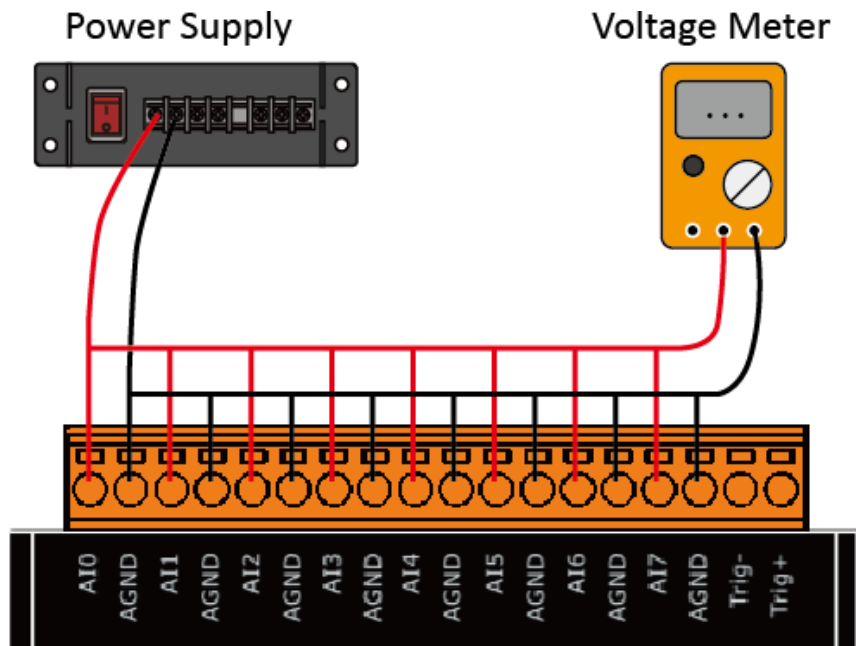 Power Supply
Voltage Meter
...
AI0
AGND
AI1
AGND
AI2
AGND
AI3
AGND
AI4
AGND
AI5
AGND
AI6
AGND
AI7
AGND
Trig-
Trig+